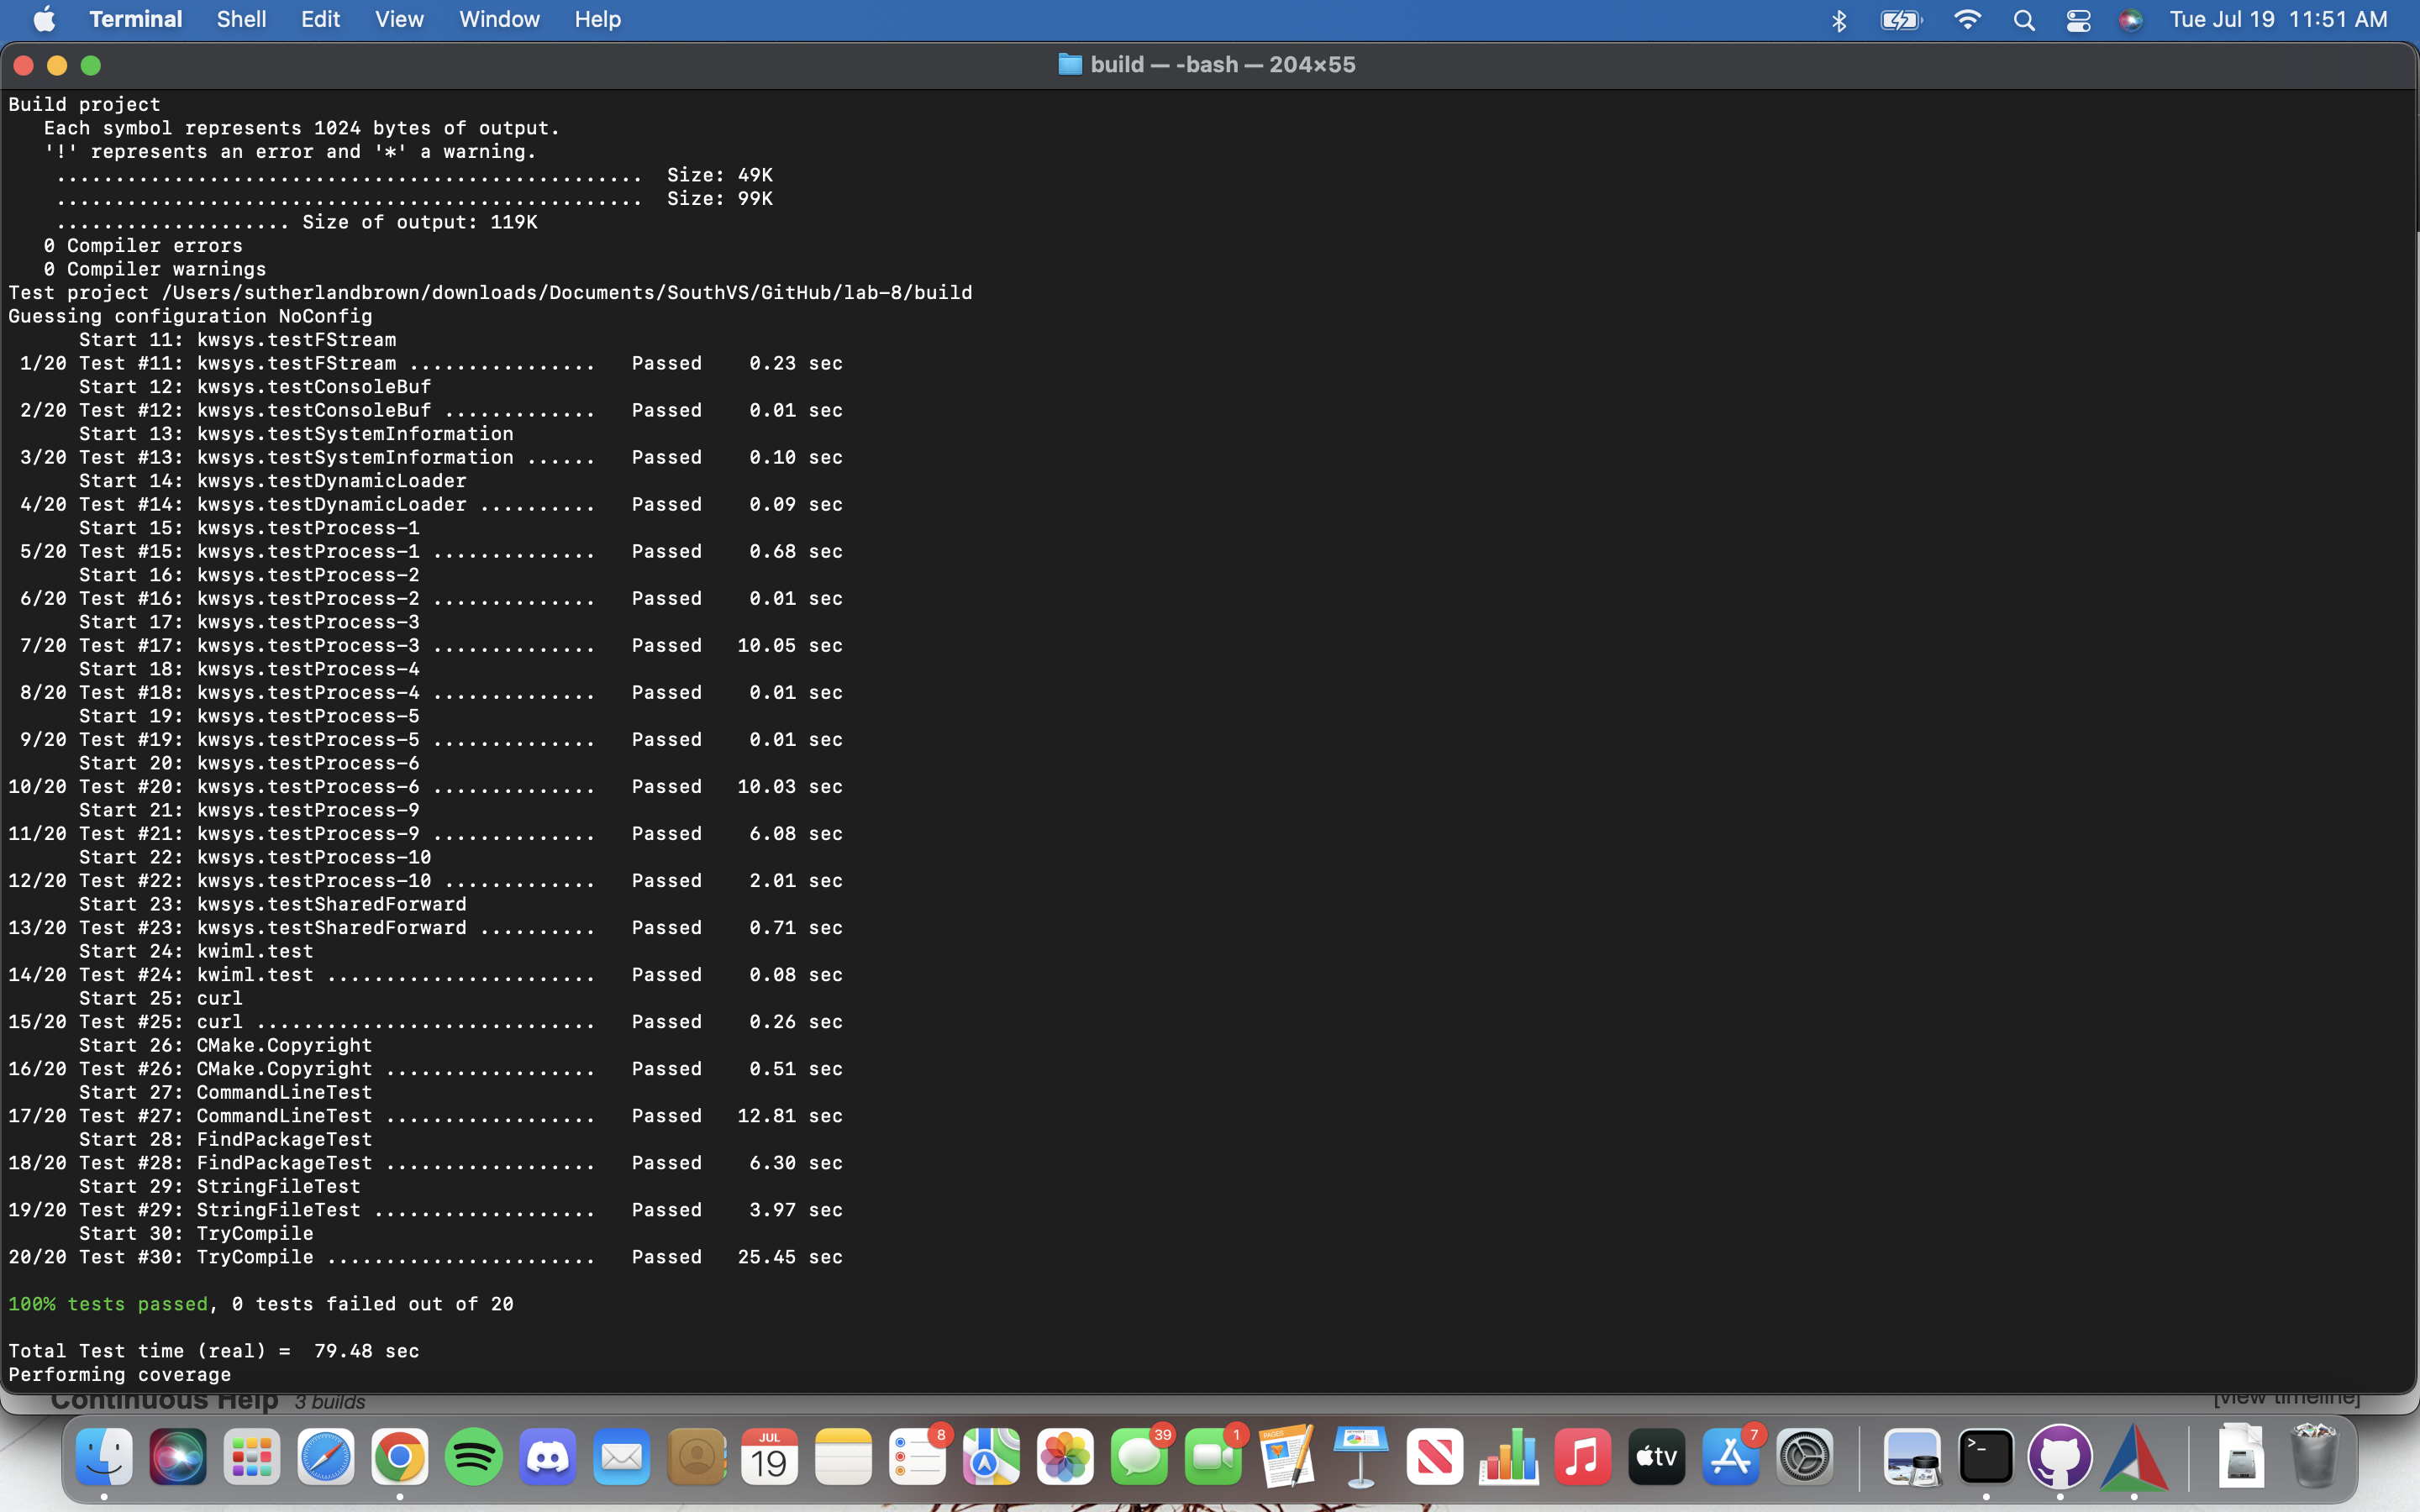 Terminal Shell Edit View Window Help Tue Jul 19 11:51 AM
build — -bash — 204×55
Build project
   Each symbol represents 1024 bytes of output.
   '!' represents an error and '*' a warning.
    ..................................................  Size: 49K
    ..................................................  Size: 99K
    .................... Size of output: 119K
   0 Compiler errors
   0 Compiler warnings
Test project /Users/sutherlandbrown/downloads/Documents/SouthVS/GitHub/lab-8/build
Guessing configuration NoConfig
      Start 11: kwsys.testFStream
 1/20 Test #11: kwsys.testFStream ................   Passed    0.23 sec
      Start 12: kwsys.testConsoleBuf
 2/20 Test #12: kwsys.testConsoleBuf .............   Passed    0.01 sec
      Start 13: kwsys.testSystemInformation
 3/20 Test #13: kwsys.testSystemInformation ......   Passed    0.10 sec
      Start 14: kwsys.testDynamicLoader
 4/20 Test #14: kwsys.testDynamicLoader ..........   Passed    0.09 sec
      Start 15: kwsys.testProcess-1
 5/20 Test #15: kwsys.testProcess-1 ..............   Passed    0.68 sec
      Start 16: kwsys.testProcess-2
 6/20 Test #16: kwsys.testProcess-2 ..............   Passed    0.01 sec
      Start 17: kwsys.testProcess-3
 7/20 Test #17: kwsys.testProcess-3 ..............   Passed   10.05 sec
      Start 18: kwsys.testProcess-4
 8/20 Test #18: kwsys.testProcess-4 ..............   Passed    0.01 sec
      Start 19: kwsys.testProcess-5
 9/20 Test #19: kwsys.testProcess-5 ..............   Passed    0.01 sec
      Start 20: kwsys.testProcess-6
10/20 Test #20: kwsys.testProcess-6 ..............   Passed   10.03 sec
      Start 21: kwsys.testProcess-9
11/20 Test #21: kwsys.testProcess-9 ..............   Passed    6.08 sec
      Start 22: kwsys.testProcess-10
12/20 Test #22: kwsys.testProcess-10 .............   Passed    2.01 sec
      Start 23: kwsys.testSharedForward
13/20 Test #23: kwsys.testSharedForward ..........   Passed    0.71 sec
      Start 24: kwiml.test
14/20 Test #24: kwiml.test .......................   Passed    0.08 sec
      Start 25: curl
15/20 Test #25: curl .............................   Passed    0.26 sec
      Start 26: CMake.Copyright
16/20 Test #26: CMake.Copyright ..................   Passed    0.51 sec
      Start 27: CommandLineTest
17/20 Test #27: CommandLineTest ..................   Passed   12.81 sec
      Start 28: FindPackageTest
18/20 Test #28: FindPackageTest ..................   Passed    6.30 sec
      Start 29: StringFileTest
19/20 Test #29: StringFileTest ...................   Passed    3.97 sec
      Start 30: TryCompile
20/20 Test #30: TryCompile .......................   Passed   25.45 sec
100% tests passed, 0 tests failed out of 20
Total Test time (real) =  79.48 sec
Performing coverage
Continuous Help 3 builds [view timeline]
JUL 8 39 1 PAGES 7
19 tv >_